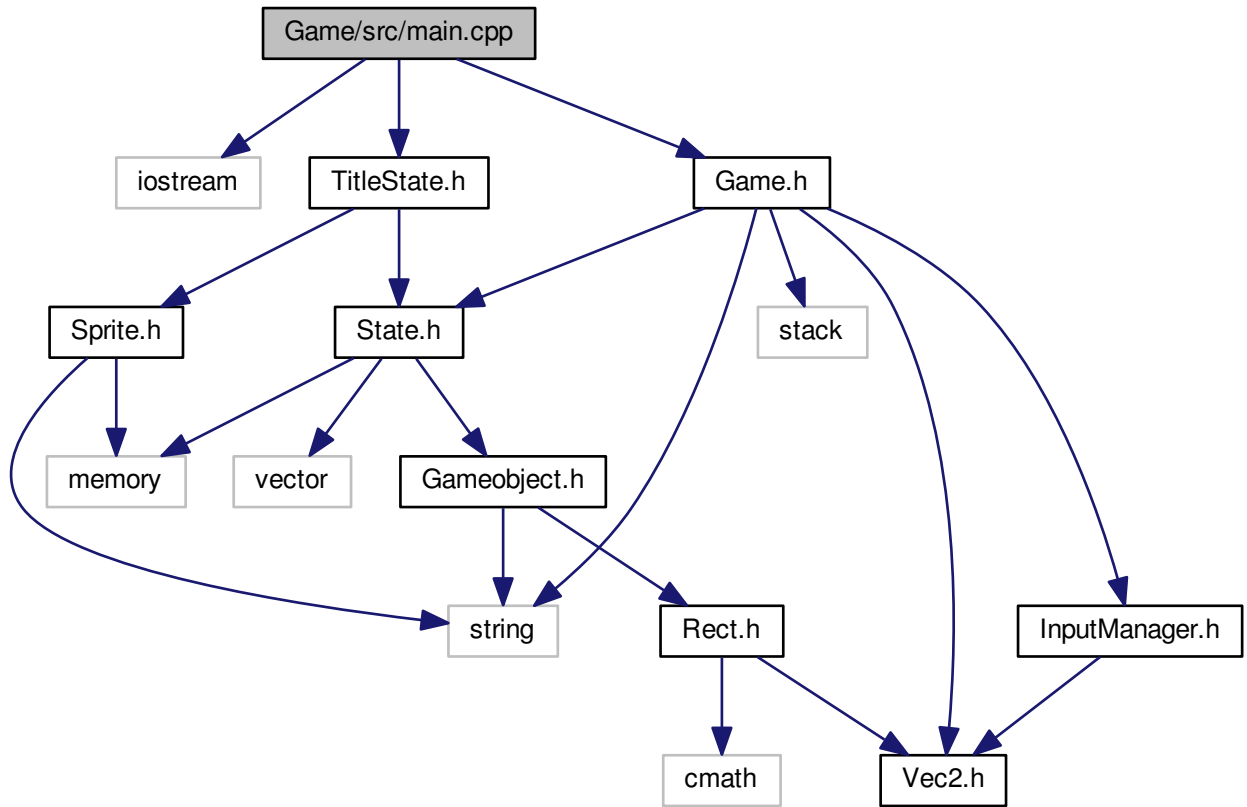 Game/src/main.cpp
iostream
TitleState.h
Game.h
Sprite.h
State.h
stack
memory
vector
Gameobject.h
string
Rect.h
InputManager.h
cmath
Vec2.h